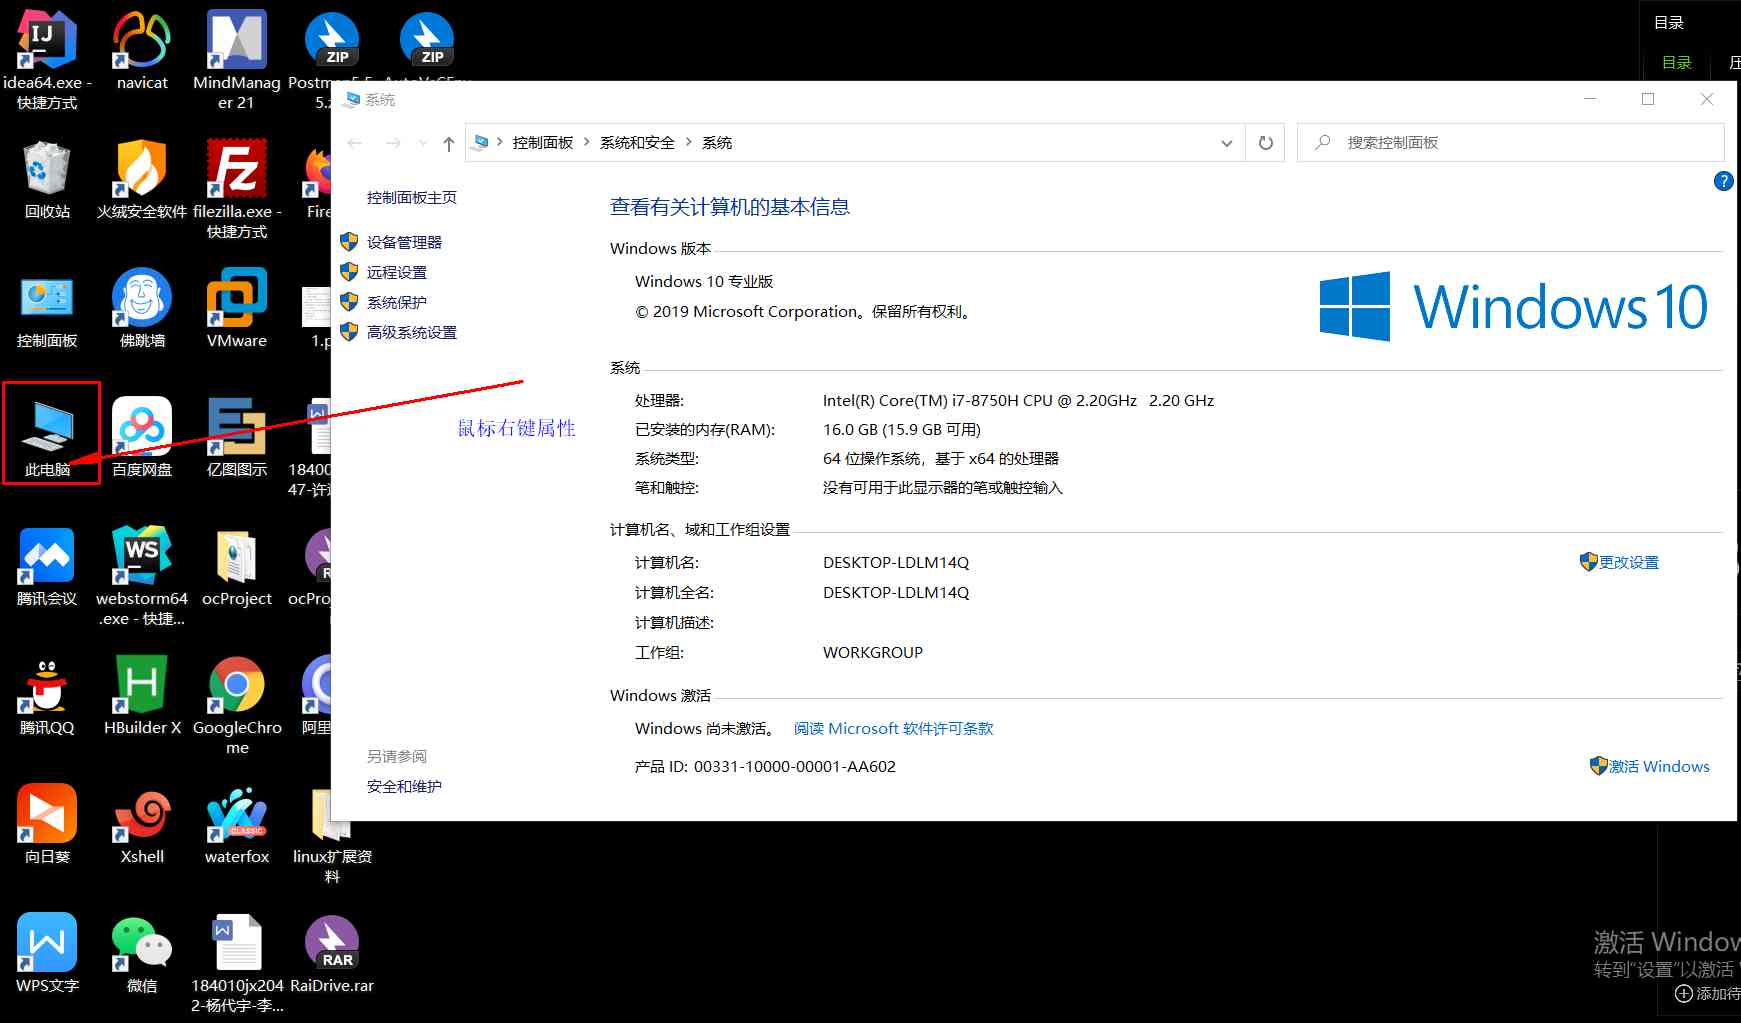 目录
目录
idea64.exe -
快捷方式
navicat
MindManag
er 21
ZIP
ZIP
回收站
火绒安全软件
filezilla.exe -
快捷方式
Fire
控制面板
佛跳墙
VMware
此电脑
百度网盘
亿图图示
腾讯会议
webstorm64
.exe - 快捷...
ocProject
腾讯QQ
HBuilder X
GoogleChro
me
阿里
向日葵
Xshell
waterfox
CLASSIC
linux扩展资
料
WPS文字
微信
184010jx204
2-杨代宇-李...
RAR
RaiDrive.rar
系统
控制面板 > 系统和安全 > 系统
搜索控制面板
控制面板主页
设备管理器
远程设置
系统保护
高级系统设置
鼠标右键属性
另请参阅
安全和维护
查看有关计算机的基本信息
Windows 版本
Windows 10 专业版
© 2019 Microsoft Corporation。保留所有权利。
Windows 10
系统
处理器: Intel(R) Core(TM) i7-8750H CPU @ 2.20GHz 2.20 GHz
已安装的内存(RAM): 16.0 GB (15.9 GB 可用)
系统类型: 64 位操作系统，基于 x64 的处理器
笔和触控: 没有可用于此显示器的笔或触控输入
计算机名、域和工作组设置
计算机名: DESKTOP-LDLM14Q
更改设置
计算机全名: DESKTOP-LDLM14Q
计算机描述:
工作组: WORKGROUP
Windows 激活
Windows 尚未激活。 阅读 Microsoft 软件许可条款
产品 ID: 00331-10000-00001-AA602
激活 Windows
激活 Window
转到“设置”以激活
添加待